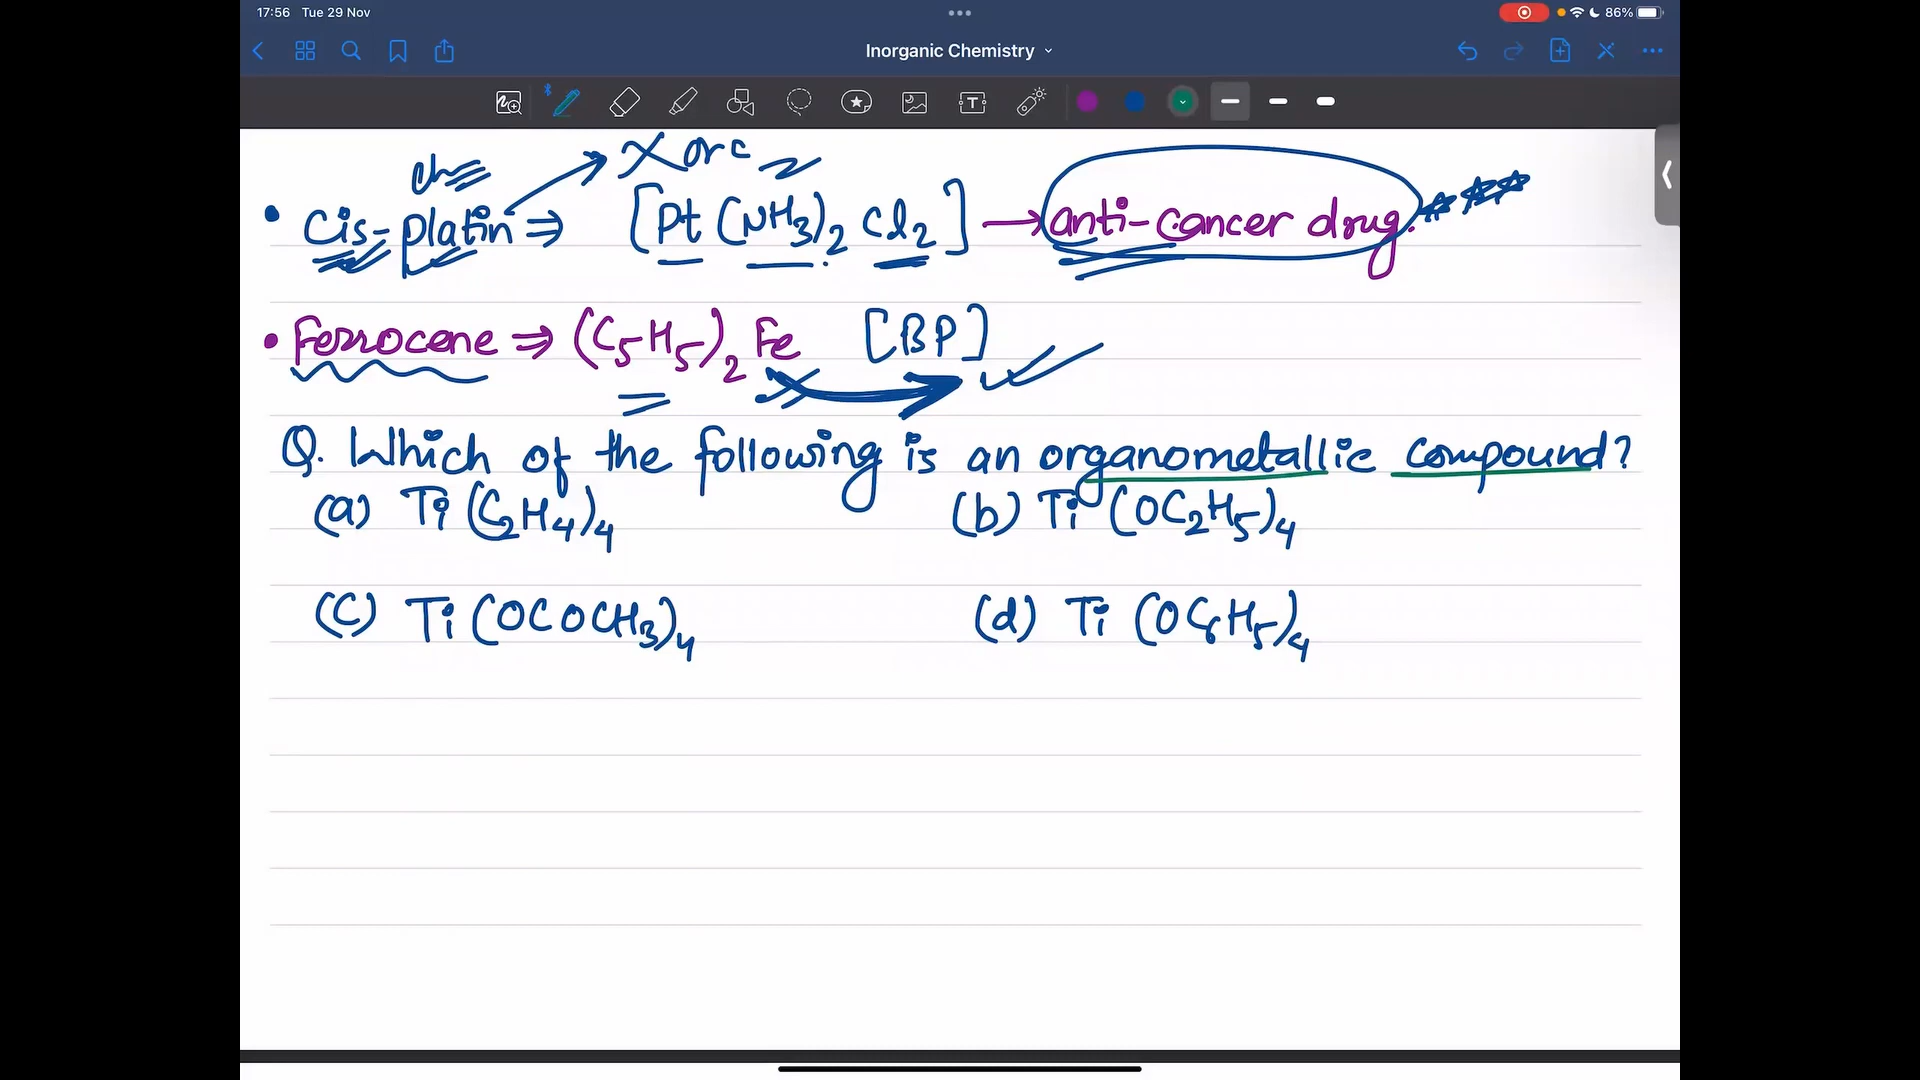 17:56 Tue 29 Nov
86%
Inorganic Chemistry
X orc
• Cis-platin ⇒ [Pt (NH₃)₂ Cl₂] → anti-cancer drug.
• Ferrocene ⇒ (C₅H₅)₂ Fe [BP]
Q. Which of the following is an organometallic compound?
(a) Ti (C₂H₄)₄ (b) Ti (OC₂H₅)₄
(C) Ti (OCOCH₃)₄ (d) Ti (OC₆H₅)₄